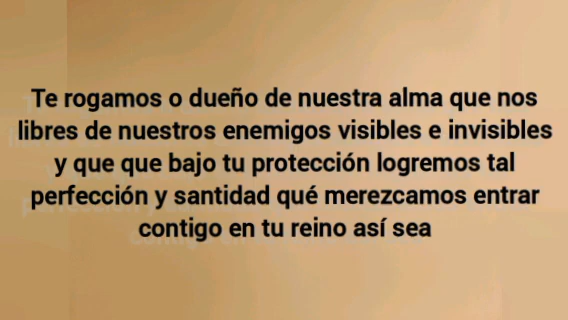 Te rogamos o dueño de nuestra alma que nos
libres de nuestros enemigos visibles e invisibles
y que que bajo tu protección logremos tal
perfección y santidad qué merezcamos entrar
contigo en tu reino así sea